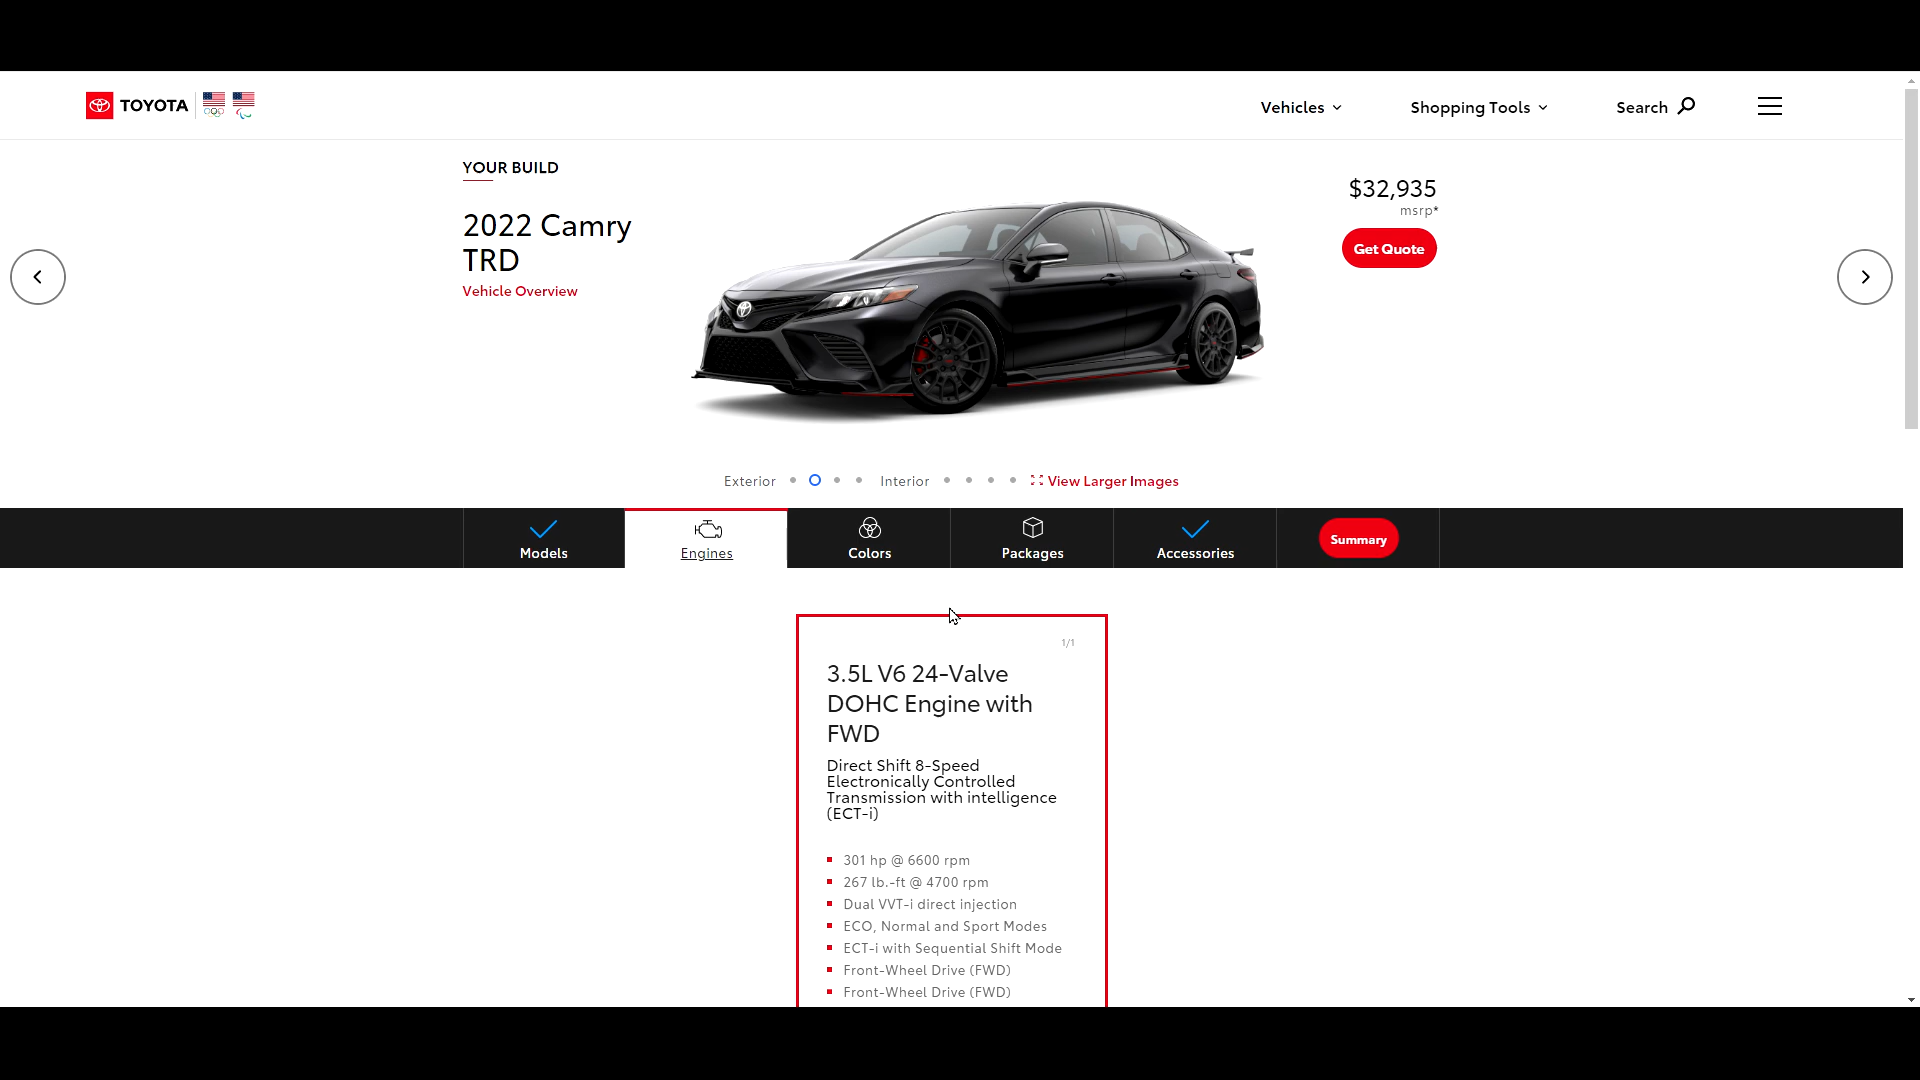 TOYOTA
Vehicles
Shopping Tools
Search
YOUR BUILD
2022 Camry
TRD
Vehicle Overview
$32,935
msrp*
Get Quote
Exterior
Interior
View Larger Images
Models
Engines
Colors
Packages
Accessories
Summary
1/1
3.5L V6 24-Valve
DOHC Engine with
FWD
Direct Shift 8-Speed
Electronically Controlled
Transmission with intelligence
(ECT-i)
301 hp @ 6600 rpm
267 lb.-ft @ 4700 rpm
Dual VVT-i direct injection
ECO, Normal and Sport Modes
ECT-i with Sequential Shift Mode
Front-Wheel Drive (FWD)
Front-Wheel Drive (FWD)